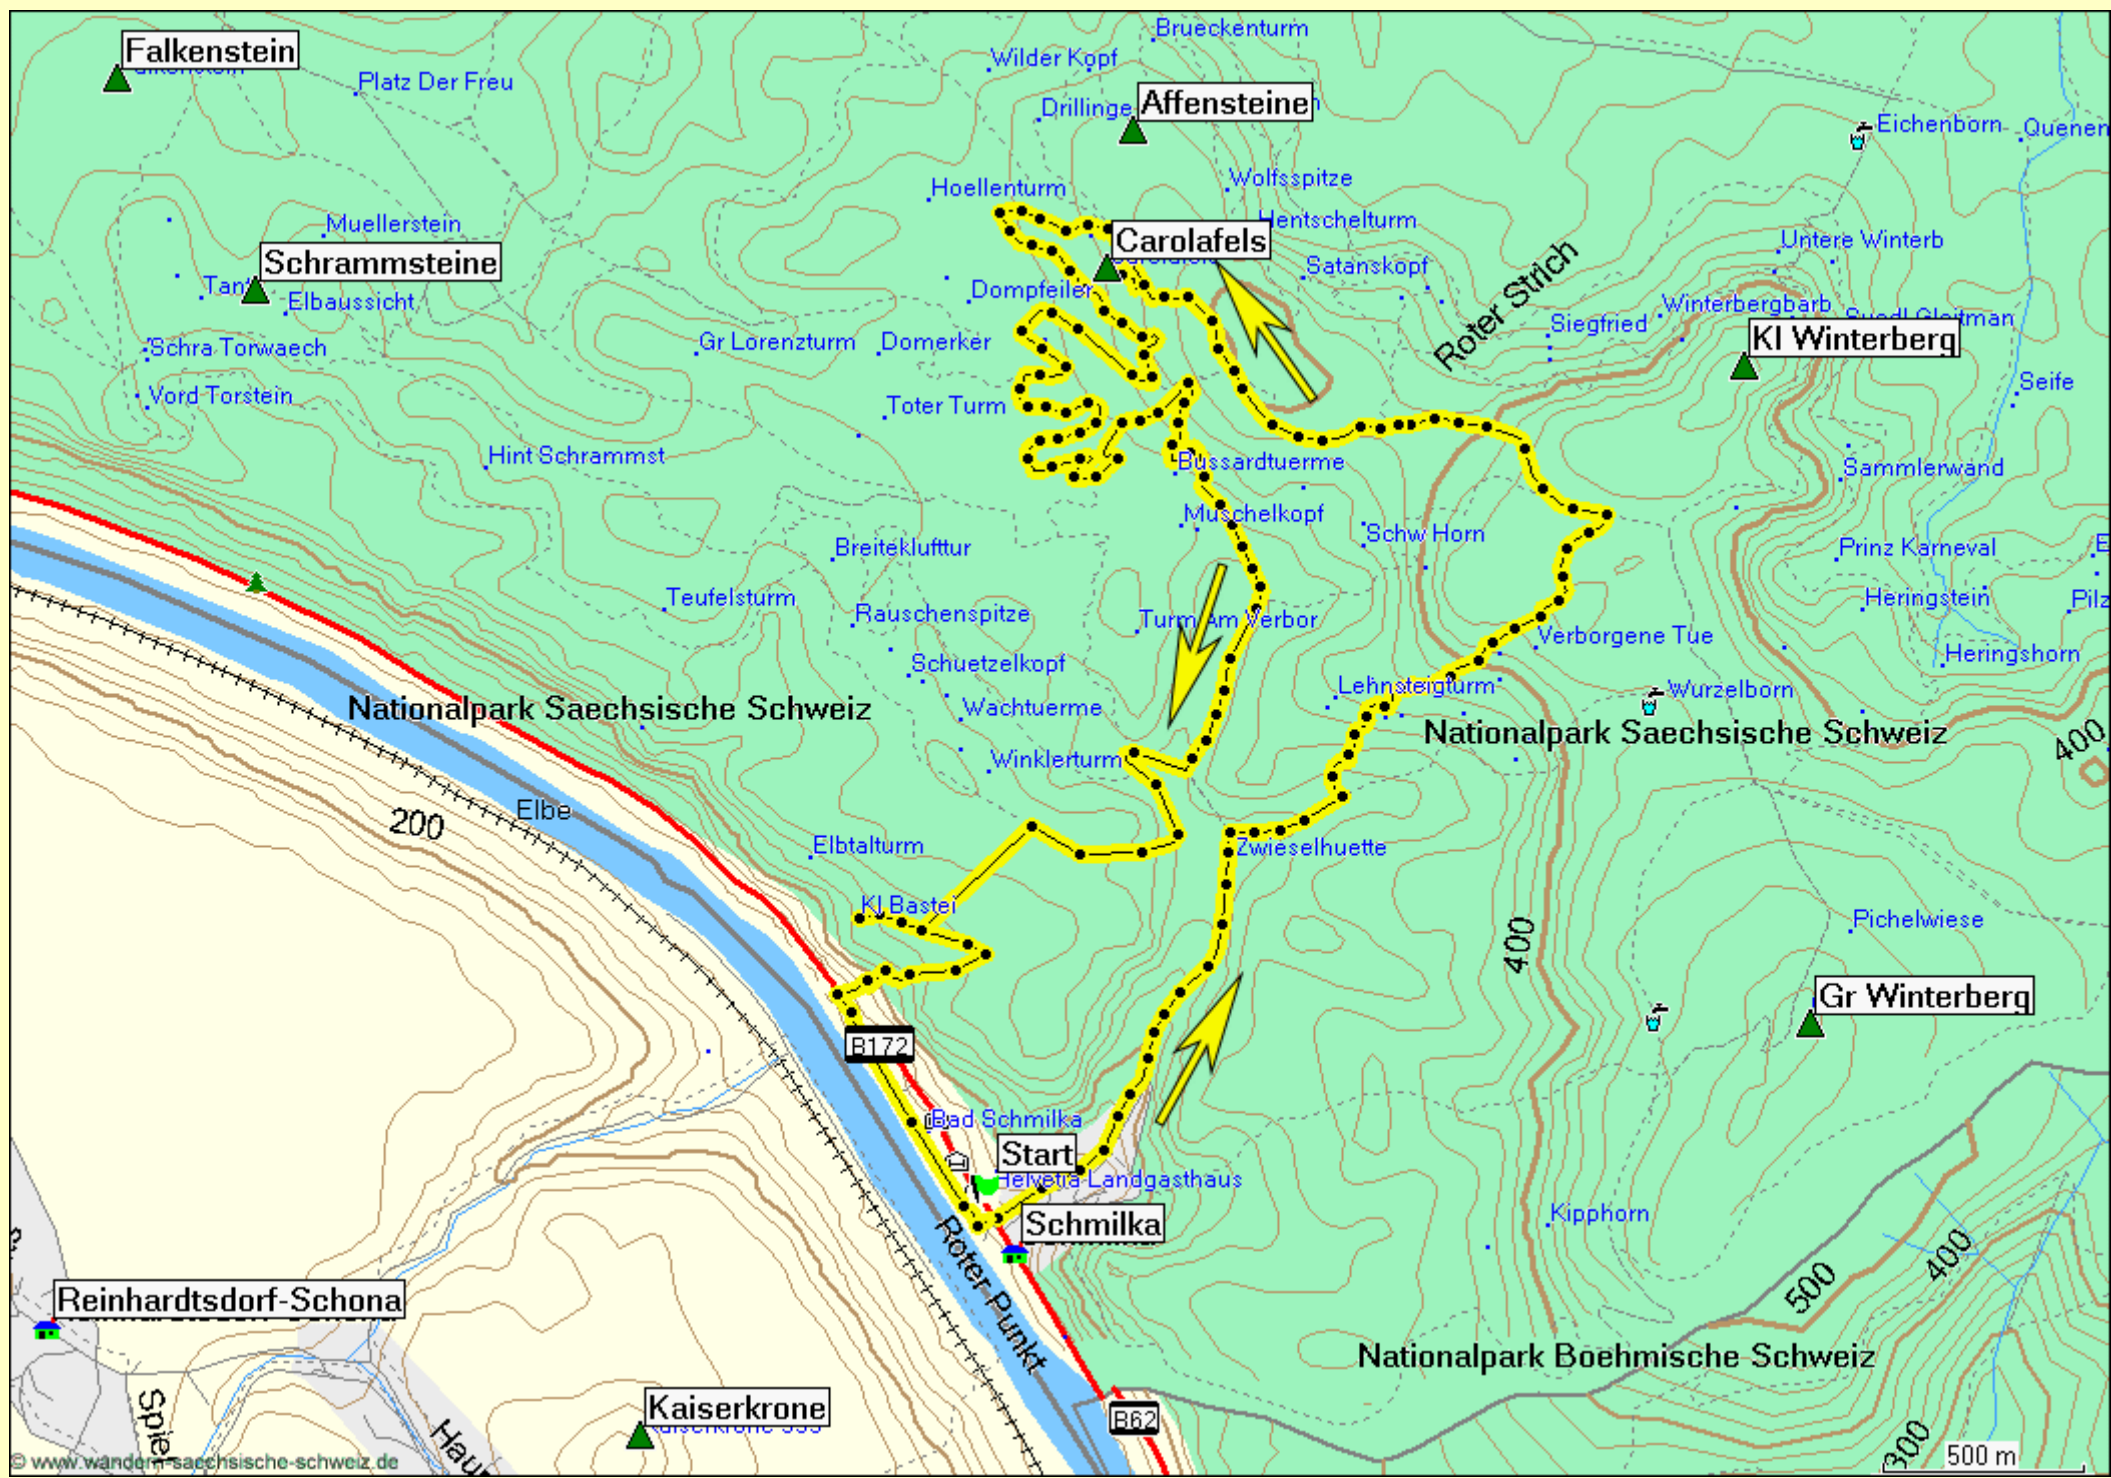 Brueckenturm
Falkenstein
Wilder Kopf
Platz Der Freu
Affensteine
Drillinge
Eichenborn
Quenen
Wolfsspitze
Hoellenturm
Hentschelturm
Muellerstein
Carolafels
Untere Winterb
Schrammsteine
Satanskopf
Roter Strich
Dompfeiler
Elbaussicht
Winterbergbarb
Siegfried
Kl Winterberg
Schra Torwaech
Gr Lorenzturm
Domerker
Seife
Vord Torstein
Toter Turm
Hint Schrammst
Bussardtuerme
Sammlerwand
Muschelkopf
Schw Horn
Breiteklufttur
Prinz Karneval
Teufelsturm
Heringstein
Pilz
Rauschenspitze
Turm Am Verbor
Verborgene Tue
Schuetzelkopf
Heringshorn
Lehnsteigturm
Wurzelborn
Nationalpark Saechsische Schweiz
Wachtuerme
Nationalpark Saechsische Schweiz
400
Winklerturm
Elbe
200
Elbtalturm
Zwieselhuette
Kl Bastei
Pichelwiese
400
Gr Winterberg
B172
Bad Schmilka
Start
Helvetia Landgasthaus
Kipphorn
Schmilka
400
500
Roter Punkt
Reinhardtsdorf-Schona
Nationalpark Boehmische Schweiz
Kaiserkrone
B62
Spiel
Hau
300
500 m
© www.wandern-saechsische-schweiz.de